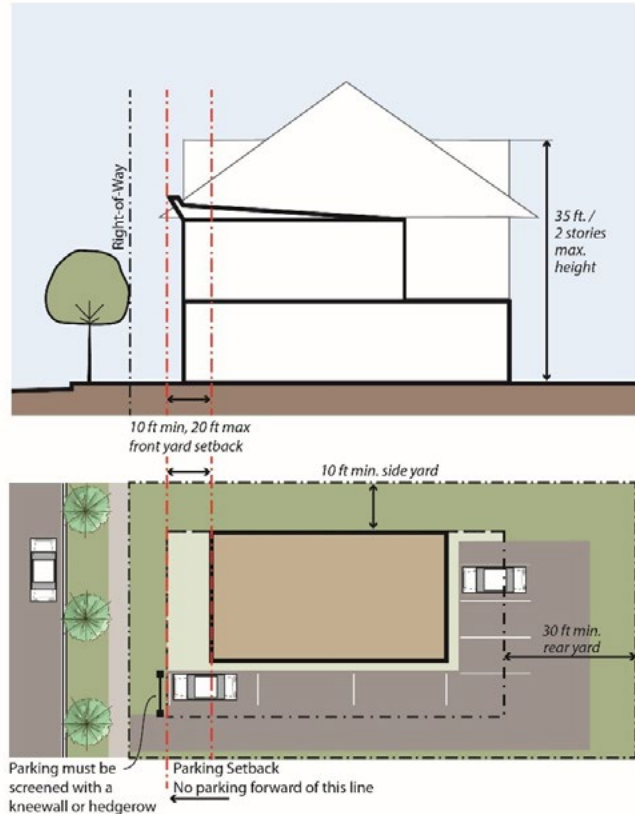 Right-of-Way
35 ft. /
2 stories
max.
height
10 ft min, 20 ft max
front yard setback
10 ft min. side yard
30 ft min.
rear yard
Parking must be
screened with a
kneewall or hedgerow
Parking Setback
No parking forward of this line